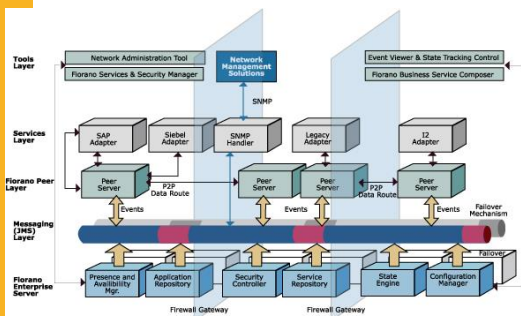 Tools
Layer
Network Administration Tool
Fiorano Services & Security Manager
Network
Management
Solutions
Event Viewer & State Tracking Control
Fiorano Business Service Composer
SNMP
Services
Layer
SAP
Adapter
Siebel
Adapter
SNMP
Handler
Legacy
Adapter
I2
Adapter
Fiorano Peer
Layer
Peer
Server
Peer
Server
Peer
Server
Peer
Server
P2P
Data Route
P2P
Data Route
Events
Events
Events
Events
Failover
Mechanism
Messaging
(JMS)
Layer
Failover
Fiorano
Enterprise
Server
Presence and
Availibility
Mgr.
Application
Repository
Security
Controller
Service
Repository
State
Engine
Configuration
Manager
Firewall Gateway
Firewall Gateway